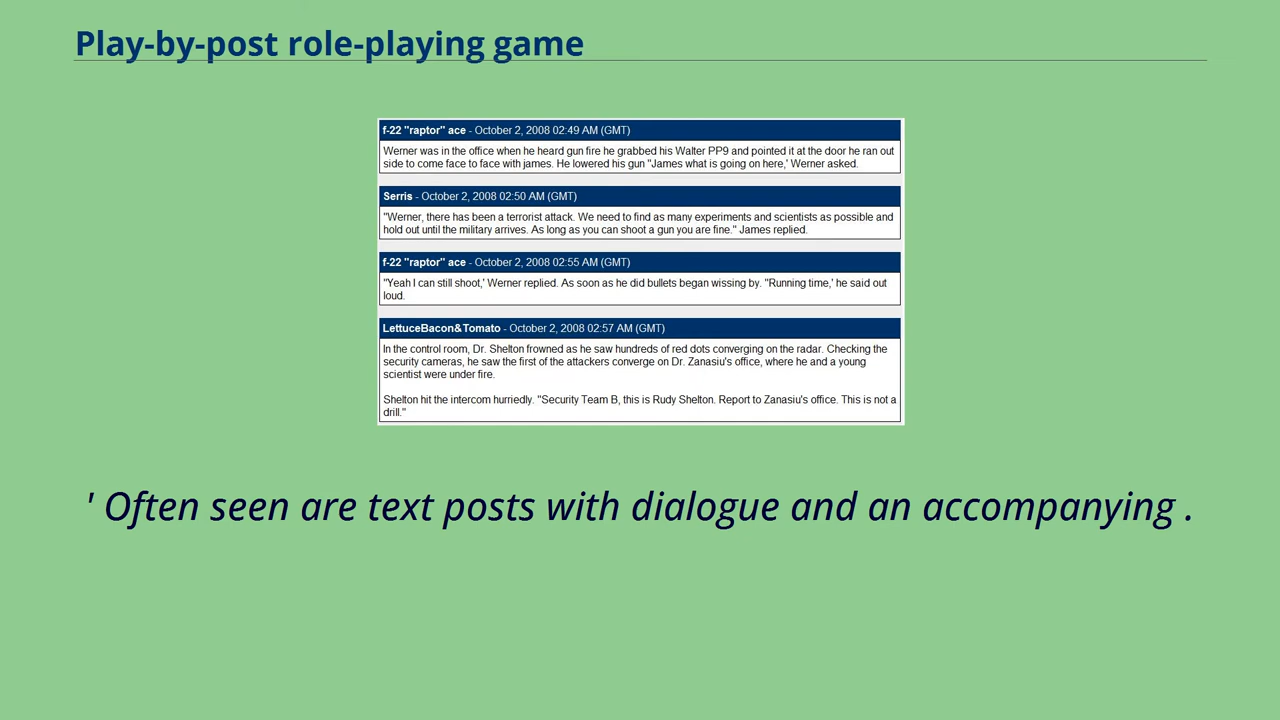 Play-by-post role-playing game
f-22 "raptor" ace - October 2, 2008 02:49 AM (GMT)
Werner was in the office when he heard gun fire he grabbed his Walter PP9 and pointed it at the door he ran out
side to come face to face with james. He lowered his gun "James what is going on here,' Werner asked.
Serris - October 2, 2008 02:50 AM (GMT)
"Werner, there has been a terrorist attack. We need to find as many experiments and scientists as possible and
hold out until the military arrives. As long as you can shoot a gun you are fine." James replied.
f-22 "raptor" ace - October 2, 2008 02:55 AM (GMT)
"Yeah I can still shoot,' Werner replied. As soon as he did bullets began wissing by. "Running time,' he said out
loud.
LettuceBacon&Tomato - October 2, 2008 02:57 AM (GMT)
In the control room, Dr. Shelton frowned as he saw hundreds of red dots converging on the radar. Checking the
security cameras, he saw the first of the attackers converge on Dr. Zanasiu's office, where he and a young
scientist were under fire.
Shelton hit the intercom hurriedly. "Security Team B, this is Rudy Shelton. Report to Zanasiu's office. This is not a
drill."
' Often seen are text posts with dialogue and an accompanying .